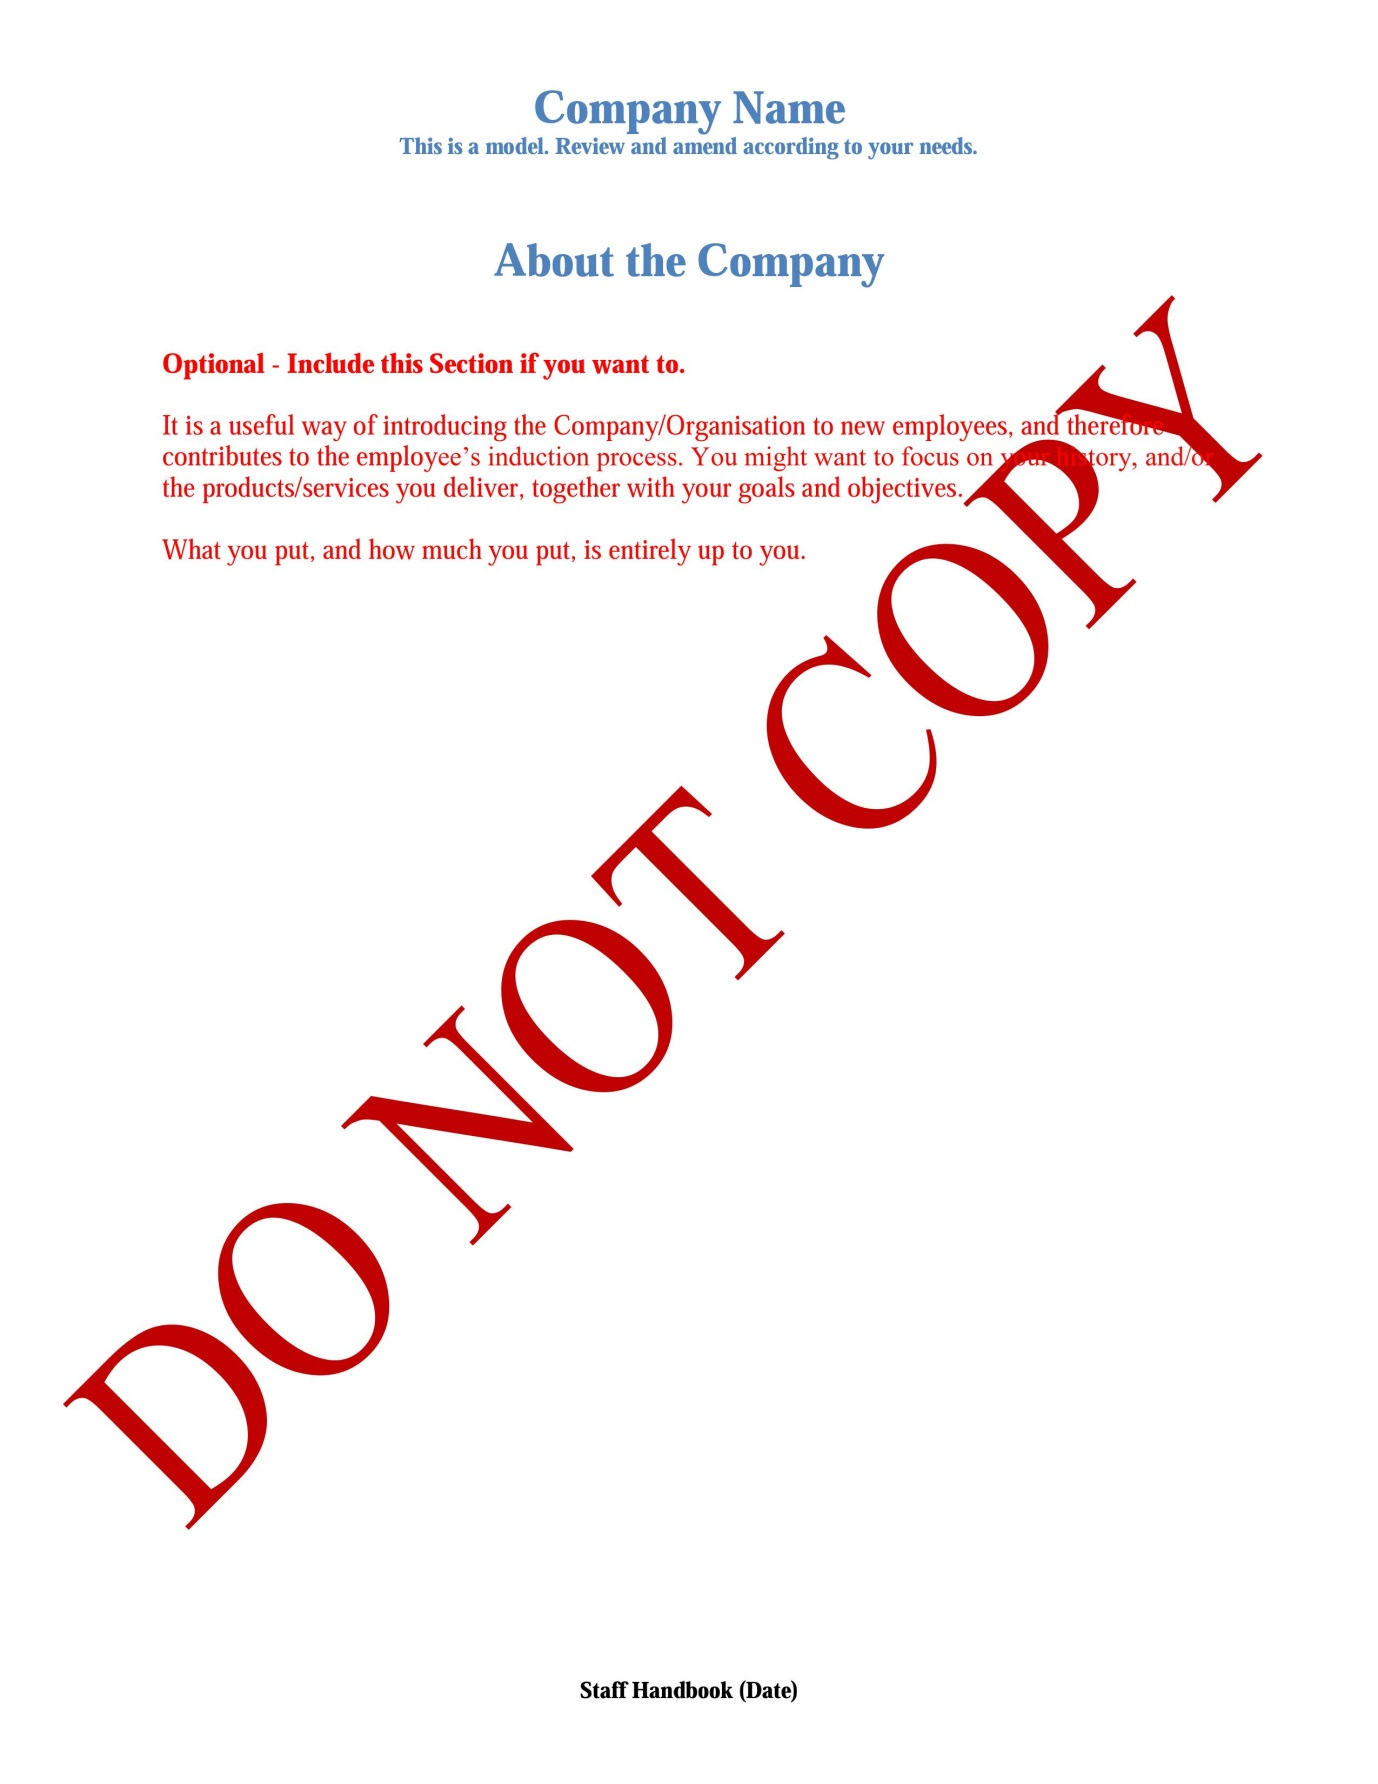 Company Name
This is a model. Review and amend according to your needs.
About the Company
Optional - Include this Section if you want to.
It is a useful way of introducing the Company/Organisation to new employees, and therefore
contributes to the employee’s induction process. You might want to focus on your history, and/or
the products/services you deliver, together with your goals and objectives.
What you put, and how much you put, is entirely up to you.
DO NOT COPY
Staff Handbook (Date)